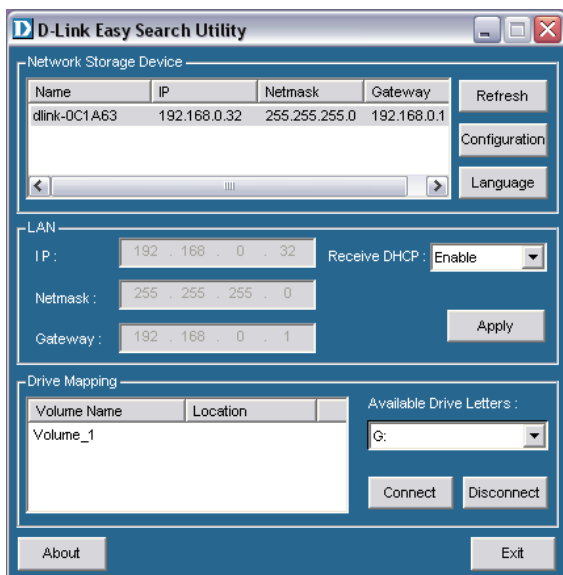 D D-Link Easy Search Utility
Network Storage Device
Name IP Netmask Gateway
dlink-0C1A63 192.168.0.32 255.255.255.0 192.168.0.1
Refresh
Configuration
Language
LAN
IP : 192 . 168 . 0 . 32
Receive DHCP : Enable
Netmask : 255 . 255 . 255 . 0
Gateway : 192 . 168 . 0 . 1
Apply
Drive Mapping
Volume Name Location
Volume_1
Available Drive Letters :
G:
Connect Disconnect
About Exit